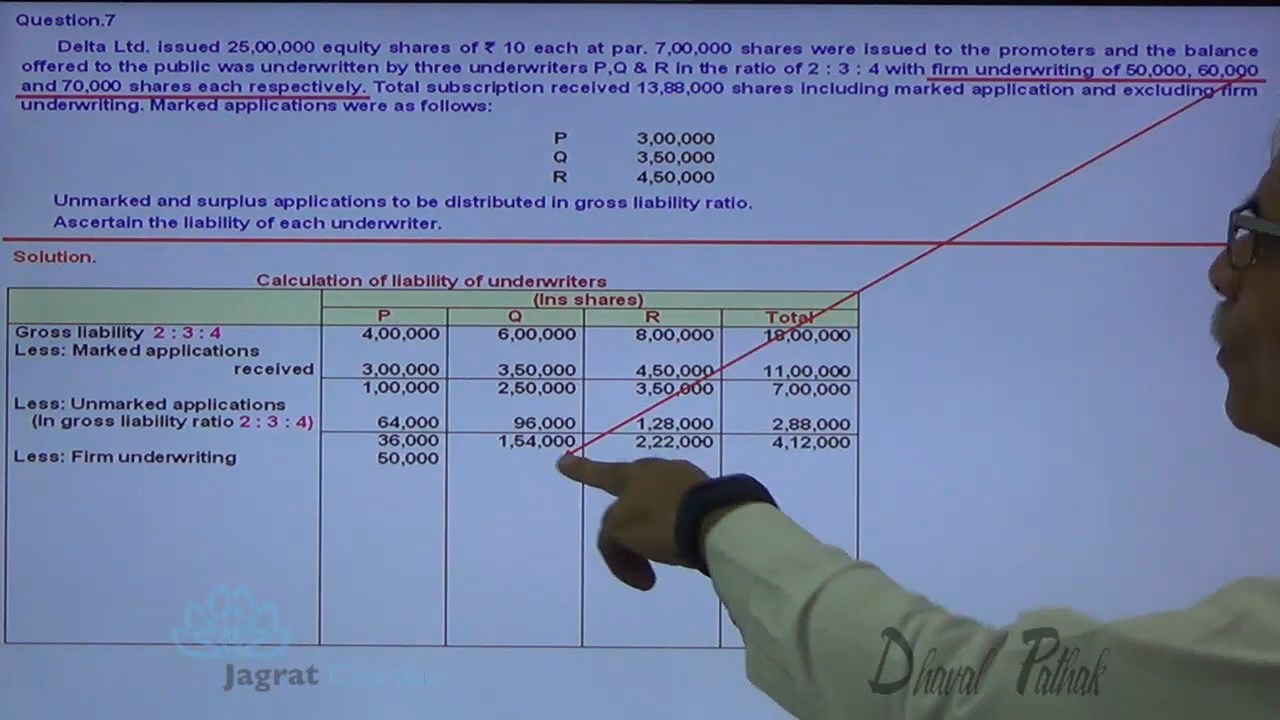 Question.7
Delta Ltd. issued 25,00,000 equity shares of ₹ 10 each at par. 7,00,000 shares were issued to the promoters and the balance
offered to the public was underwritten by three underwriters P,Q & R in the ratio of 2 : 3 : 4 with firm underwriting of 50,000, 60,000
and 70,000 shares each respectively. Total subscription received 13,88,000 shares including marked application and excluding firm
underwriting. Marked applications were as follows:
P 3,00,000
Q 3,50,000
R 4,50,000
Unmarked and surplus applications to be distributed in gross liability ratio.
Ascertain the liability of each underwriter.
Solution.
Calculation of liability of underwriters
(Ins shares)
P Q R Total
Gross liability 2 : 3 : 4 4,00,000 6,00,000 8,00,000 18,00,000
Less: Marked applications
received 3,00,000 3,50,000 4,50,000 11,00,000
1,00,000 2,50,000 3,50,000 7,00,000
Less: Unmarked applications
(In gross liability ratio 2 : 3 : 4) 64,000 96,000 1,28,000 2,88,000
36,000 1,54,000 2,22,000 4,12,000
Less: Firm underwriting 50,000
Jagrat
Dhaval Pathak